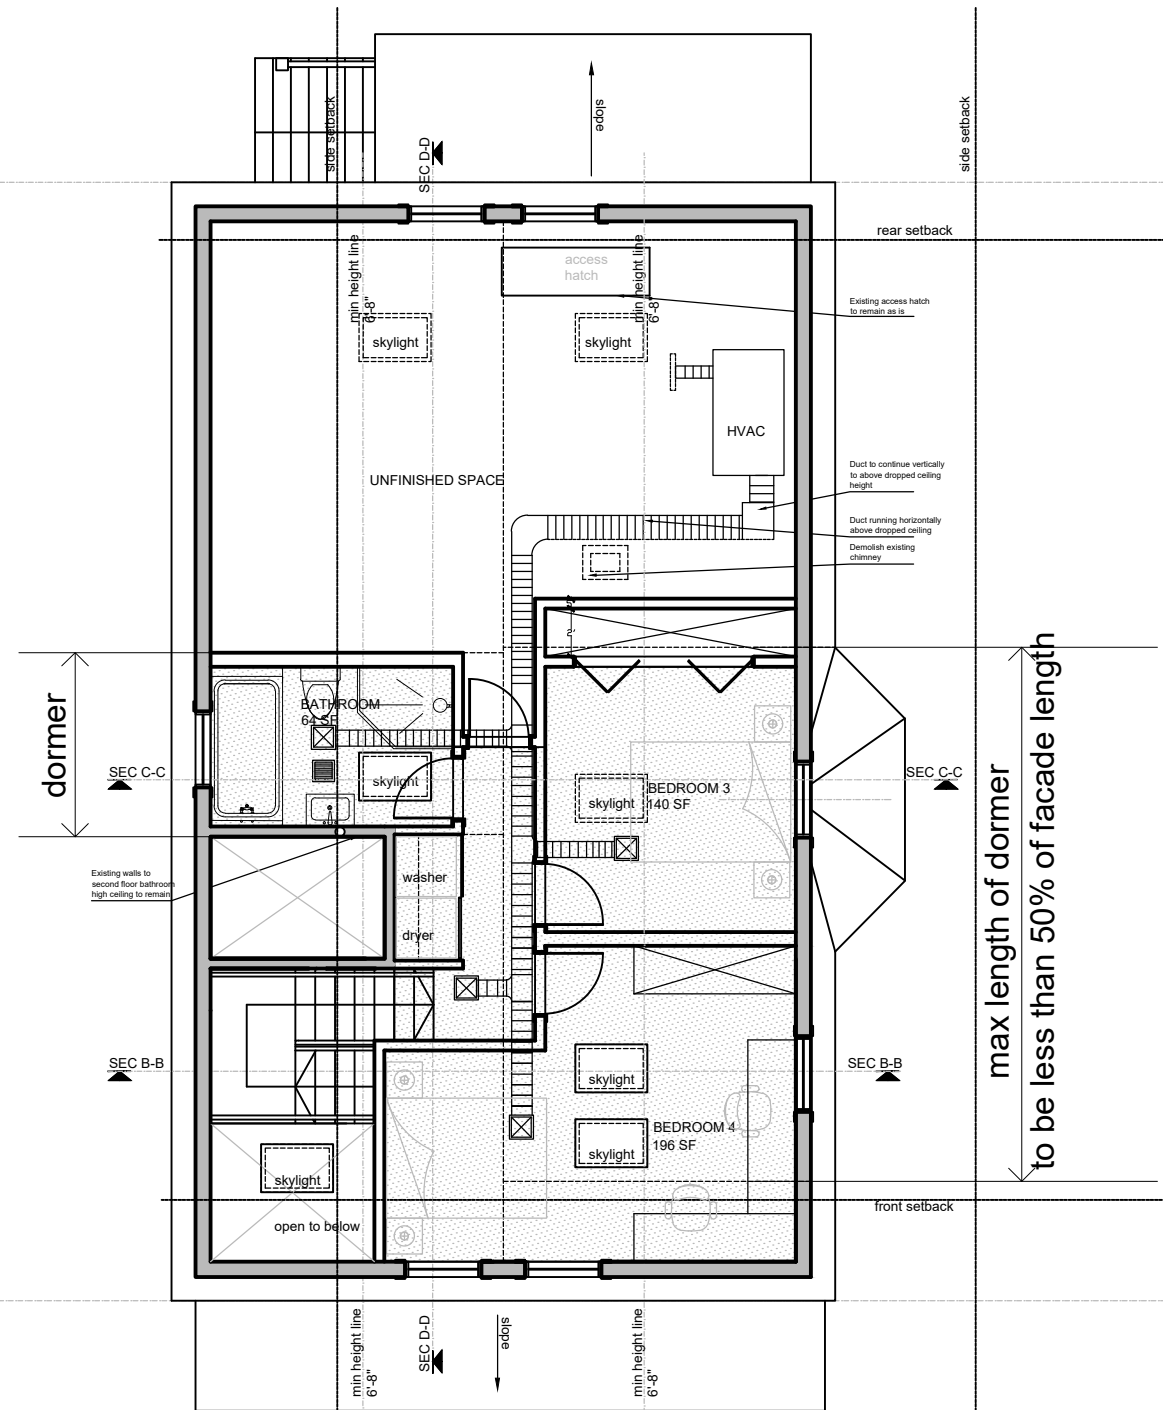 slope
side setback
side setback
SEC D-D
rear setback
min height line
6'-8"
min height line
6'-8"
access
hatch
Existing access hatch
to remain as is
skylight
skylight
HVAC
UNFINISHED SPACE
Duct to continue vertically
to above dropped ceiling
height
Duct running horizontally
above dropped ceiling
Demolish existing
chimney
2'
dormer
BATHROOM
64 SF
skylight
SEC C-C
SEC C-C
skylight
BEDROOM 3
140 SF
max length of dormer
to be less than 50% of facade length
Existing walls to
second floor bathroom
high ceiling to remain
washer
dryer
SEC B-B
SEC B-B
skylight
skylight
BEDROOM 4
196 SF
skylight
open to below
front setback
min height line
6'-8"
SEC D-D
slope
min height line
6'-8"